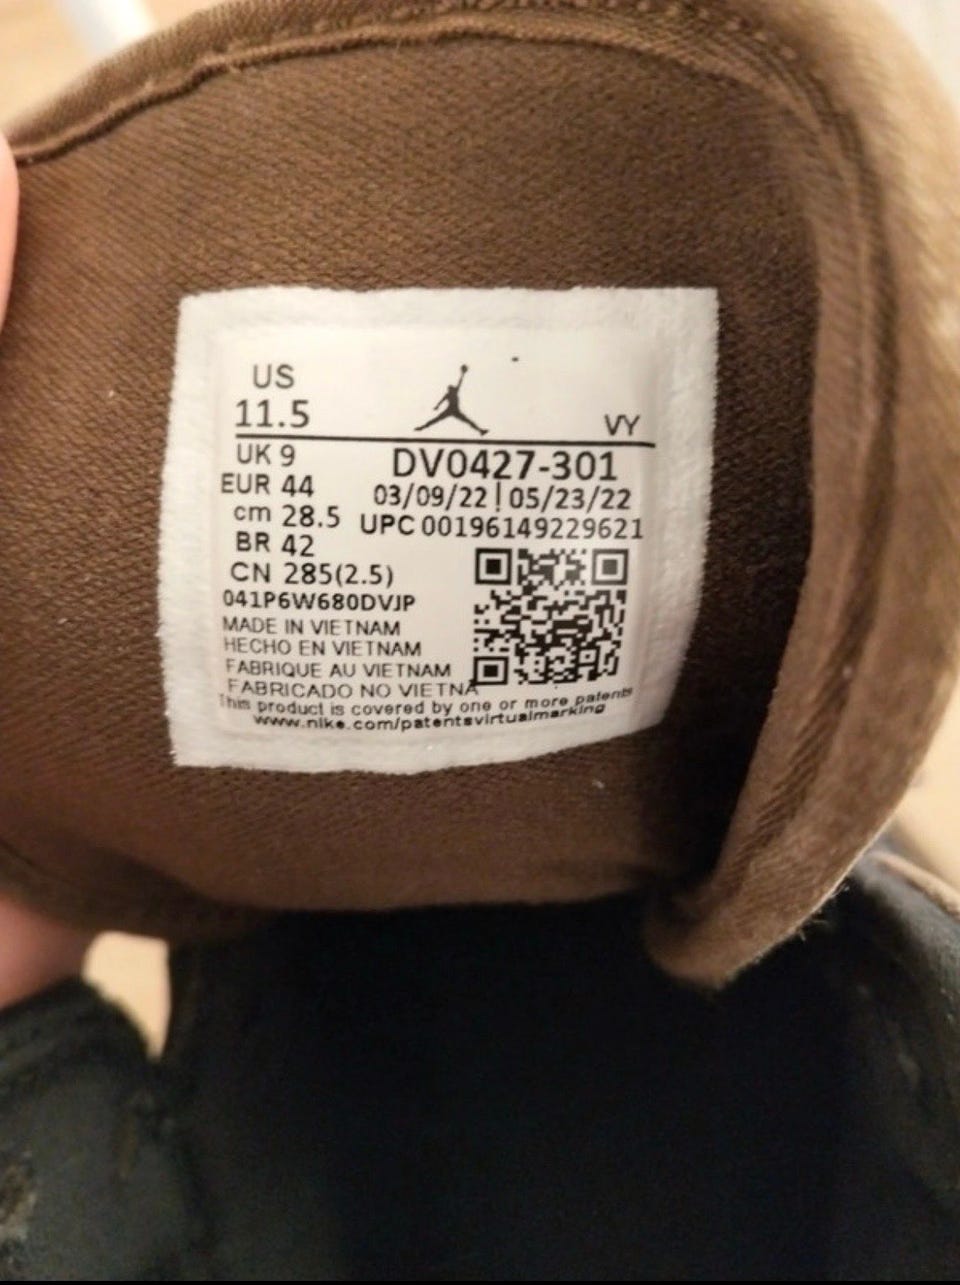 US
11.5
VY
UK 9
DV0427-301
EUR 44
03/09/22 | 05/23/22
cm 28.5
UPC 00196149229621
BR 42
CN 285(2.5)
041P6W680DVJP
MADE IN VIETNAM
HECHO EN VIETNAM
FABRIQUE AU VIETNAM
FABRICADO NO VIETNA
This product is covered by one or more patents
www.nike.com/patentsvirtualmarking